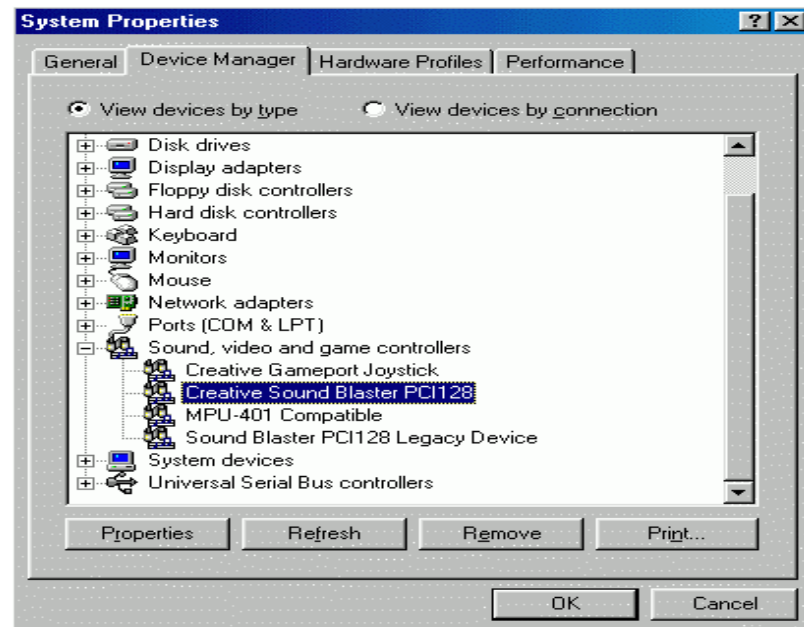 System Properties
General Device Manager Hardware Profiles Performance
View devices by type View devices by connection
Disk drives
Display adapters
Floppy disk controllers
Hard disk controllers
Keyboard
Monitors
Mouse
Network adapters
Ports (COM & LPT)
Sound, video and game controllers
Creative Gameport Joystick
Creative Sound Blaster PCI128
MPU-401 Compatible
Sound Blaster PCI128 Legacy Device
System devices
Universal Serial Bus controllers
Properties Refresh Remove Print...
OK Cancel